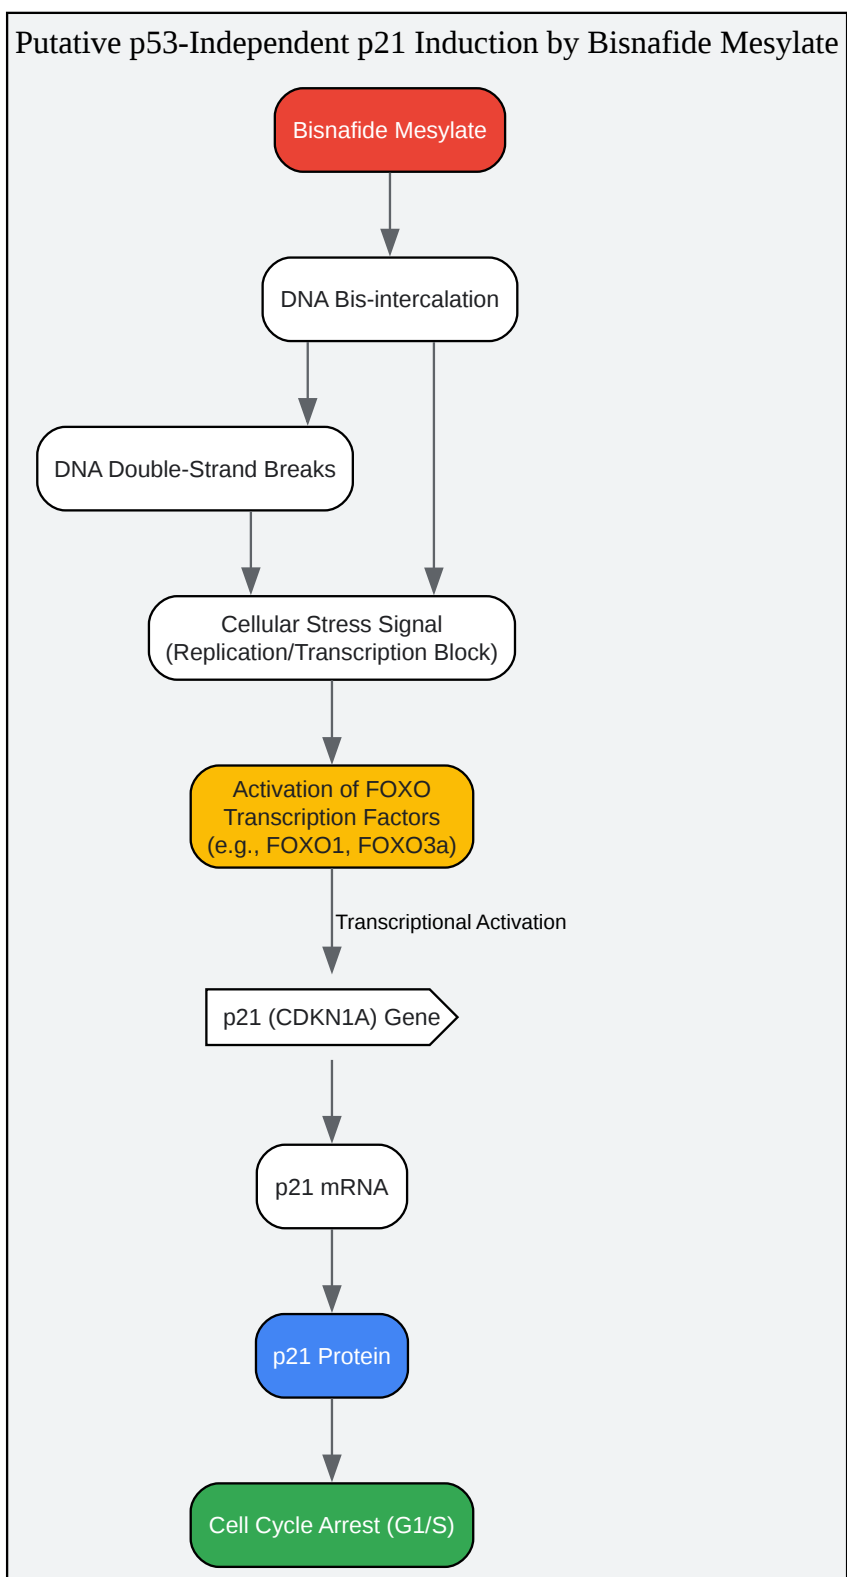 Putative p53-Independent p21 Induction by Bisnafide Mesylate
Bisnafide Mesylate
DNA Bis-intercalation
DNA Double-Strand Breaks
Cellular Stress Signal
(Replication/Transcription Block)
Activation of FOXO
Transcription Factors
(e.g., FOXO1, FOXO3a)
Transcriptional Activation
p21 (CDKN1A) Gene
p21 mRNA
p21 Protein
Cell Cycle Arrest (G1/S)